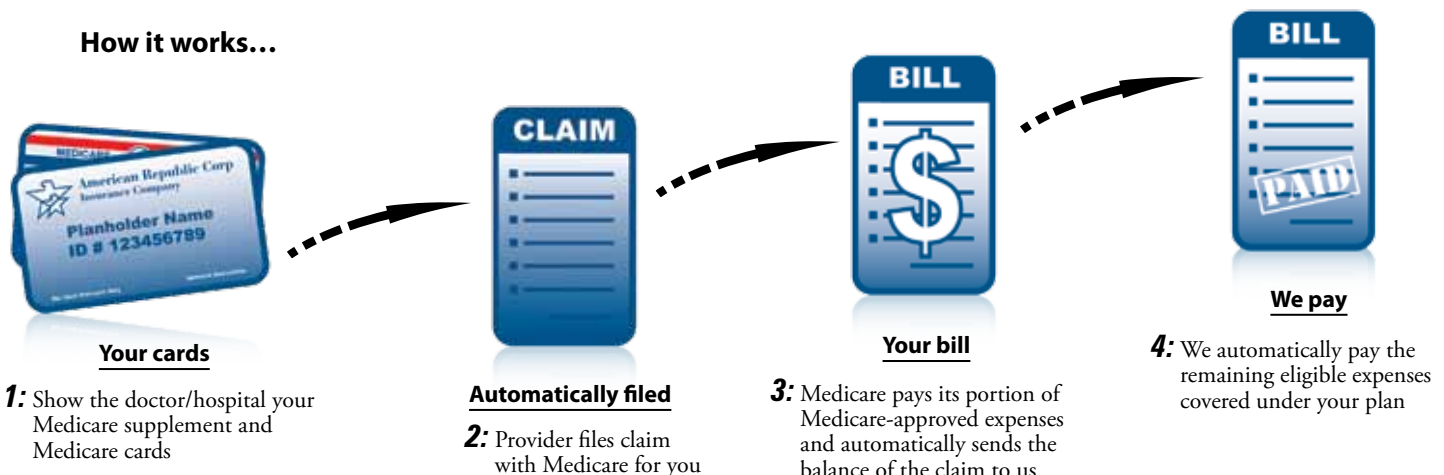 How it works…
MEDICARE
American Republic Corp
Insurance Company
Planholder Name
ID # 123456789
Your cards
1: Show the doctor/hospital your
Medicare supplement and
Medicare cards
CLAIM
Automatically filed
2: Provider files claim
with Medicare for you
BILL
$
Your bill
3: Medicare pays its portion of
Medicare-approved expenses
and automatically sends the
balance of the claim to us
BILL
PAID
We pay
4: We automatically pay the
remaining eligible expenses
covered under your plan